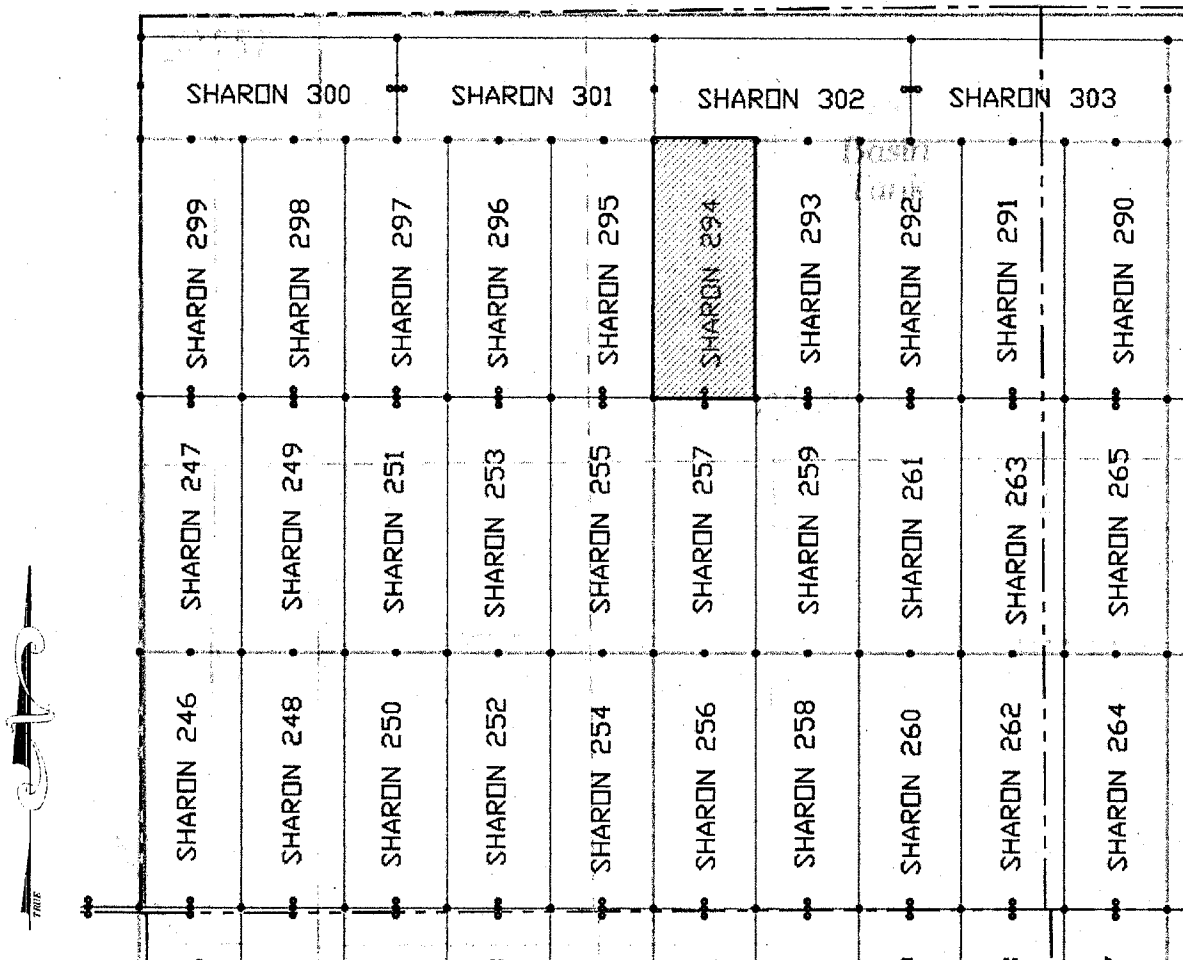 SHARON 300
SHARON 301
SHARON 302
SHARON 303
Basin
Tank
SHARON 299
SHARON 298
SHARON 297
SHARON 296
SHARON 295
SHARON 294
SHARON 293
SHARON 292
SHARON 291
SHARON 290
SHARON 247
SHARON 249
SHARON 251
SHARON 253
SHARON 255
SHARON 257
SHARON 259
SHARON 261
SHARON 263
SHARON 265
SHARON 246
SHARON 248
SHARON 250
SHARON 252
SHARON 254
SHARON 256
SHARON 258
SHARON 260
SHARON 262
SHARON 264
TRUE